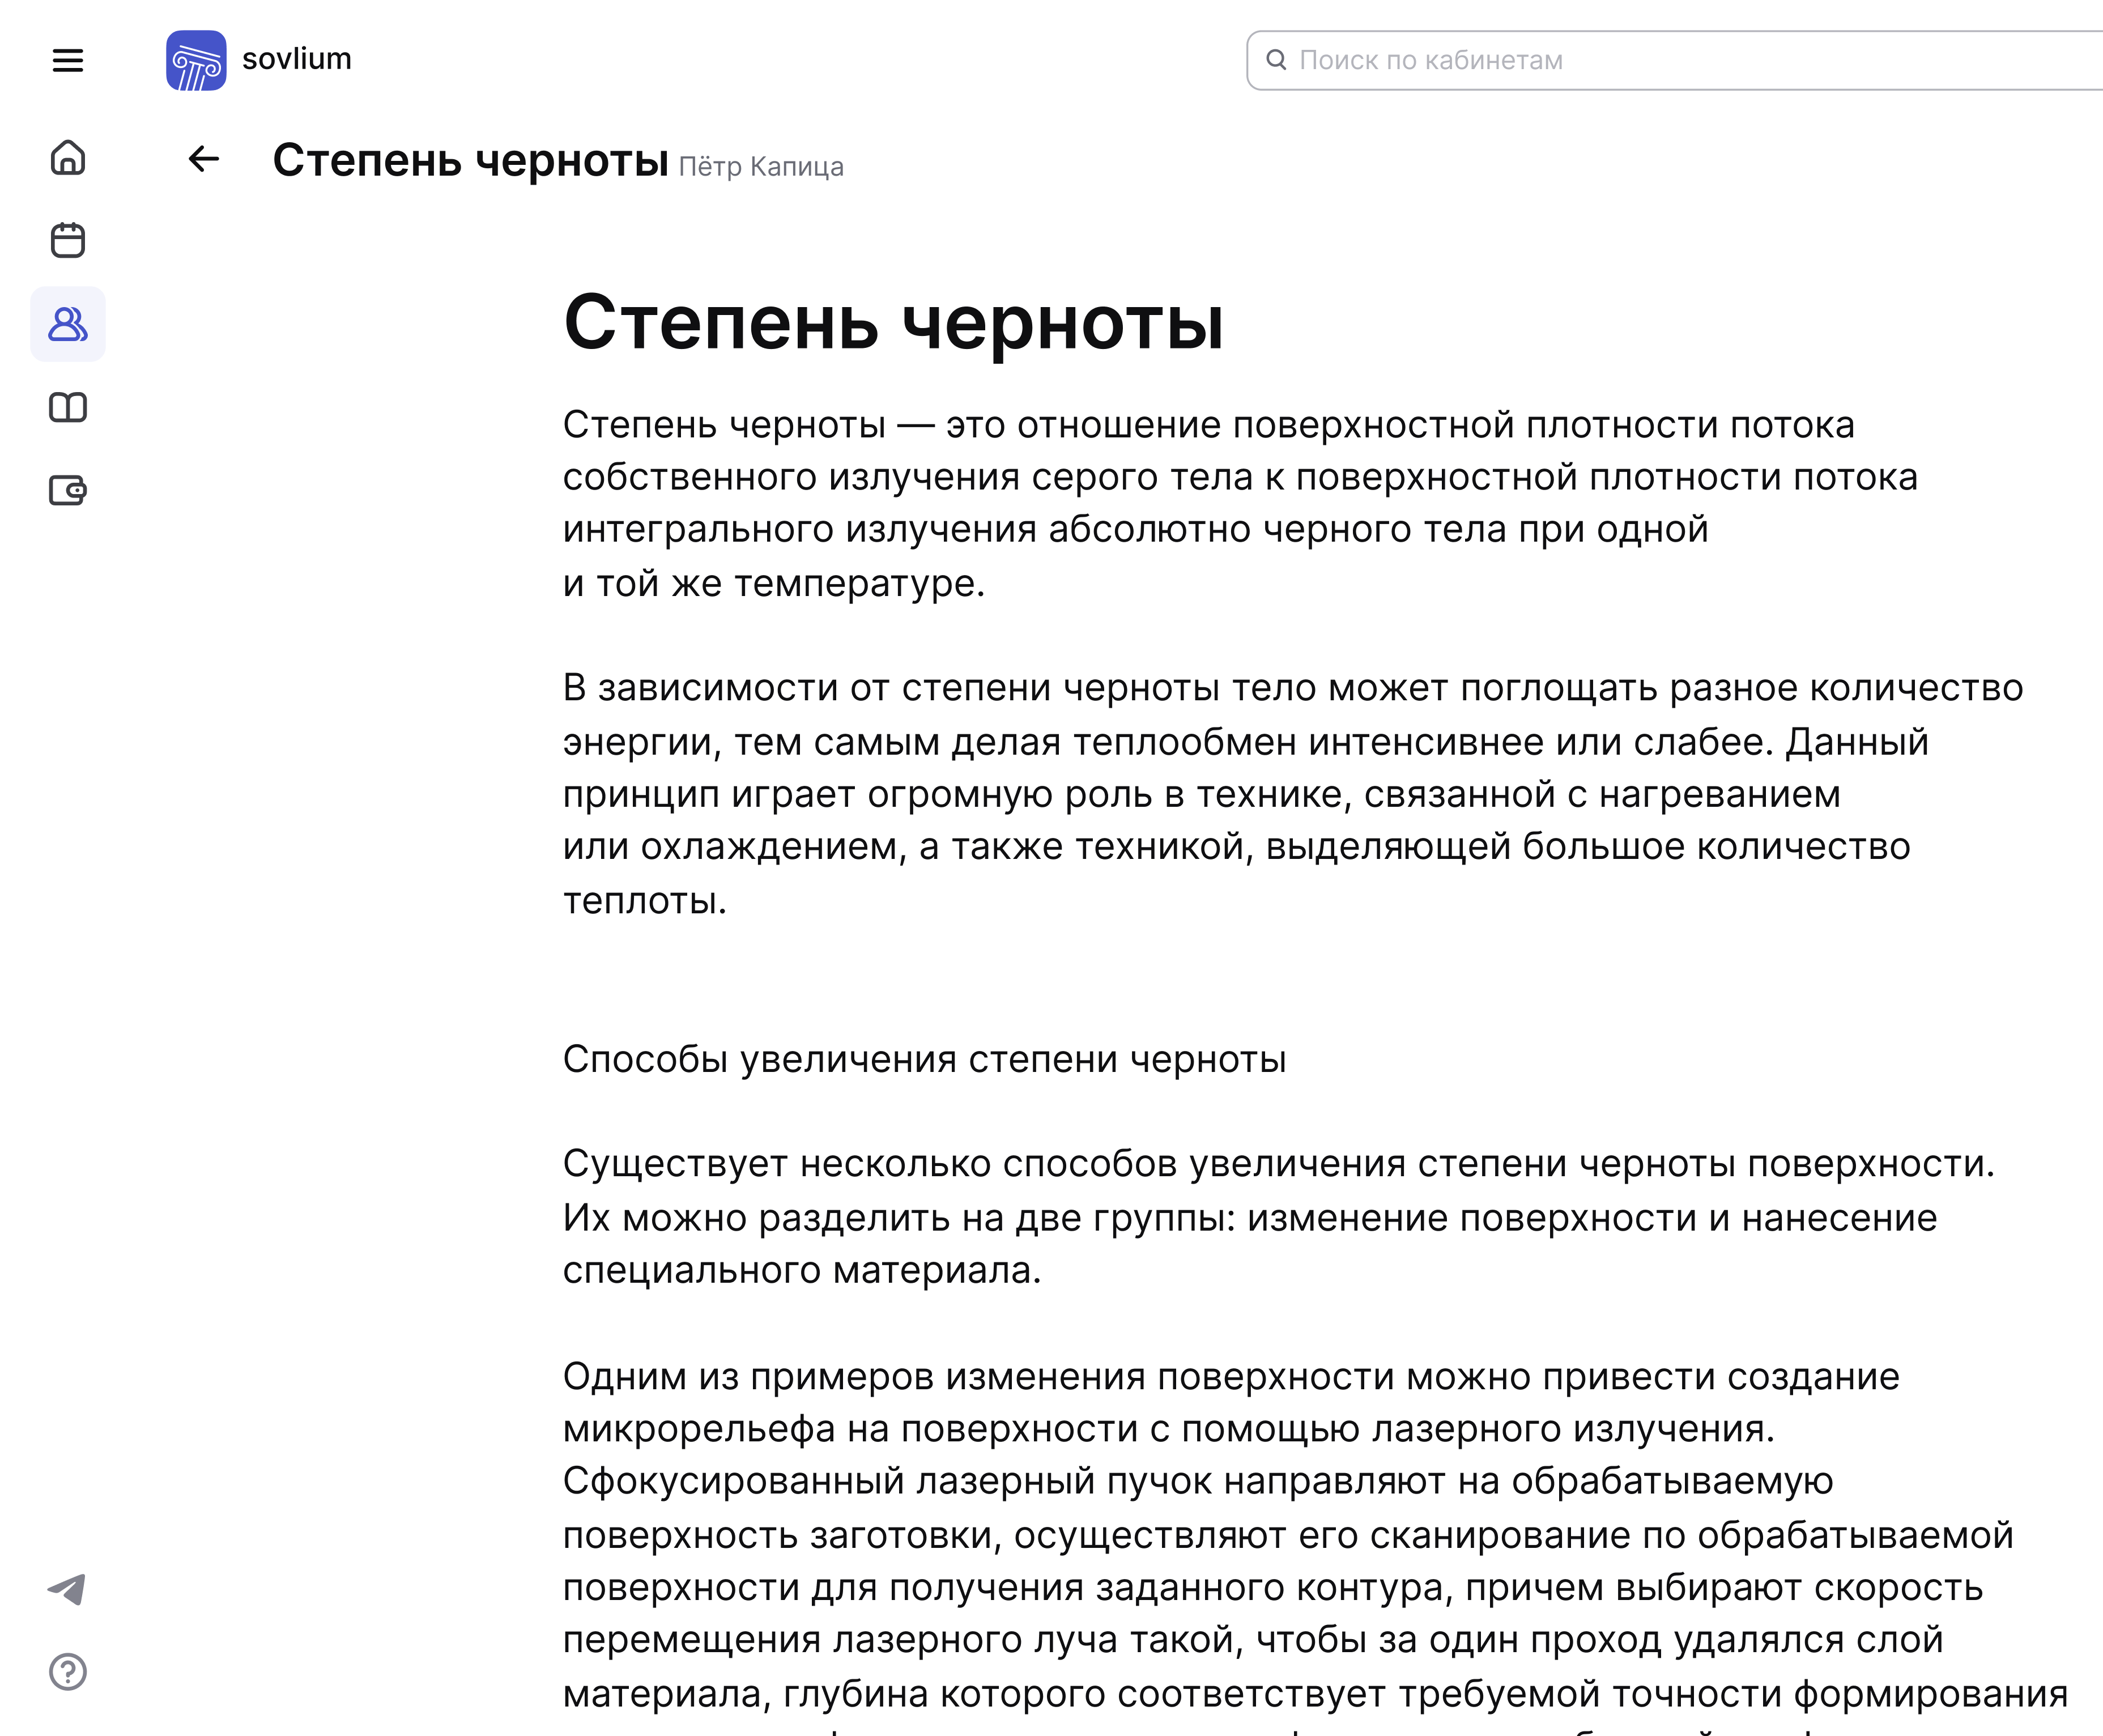 sovlium
Поиск по кабинетам
Степень черноты Пётр Капица
Степень черноты
Степень черноты — это отношение поверхностной плотности потока
собственного излучения серого тела к поверхностной плотности потока
интегрального излучения абсолютно черного тела при одной
и той же температуре.
В зависимости от степени черноты тело может поглощать разное количество
энергии, тем самым делая теплообмен интенсивнее или слабее. Данный
принцип играет огромную роль в технике, связанной с нагреванием
или охлаждением, а также техникой, выделяющей большое количество
теплоты.
Способы увеличения степени черноты
Существует несколько способов увеличения степени черноты поверхности.
Их можно разделить на две группы: изменение поверхности и нанесение
специального материала.
Одним из примеров изменения поверхности можно привести создание
микрорельефа на поверхности с помощью лазерного излучения.
Сфокусированный лазерный пучок направляют на обрабатываемую
поверхность заготовки, осуществляют его сканирование по обрабатываемой
поверхности для получения заданного контура, причем выбирают скорость
перемещения лазерного луча такой, чтобы за один проход удалялся слой
материала, глубина которого соответствует требуемой точности формирования